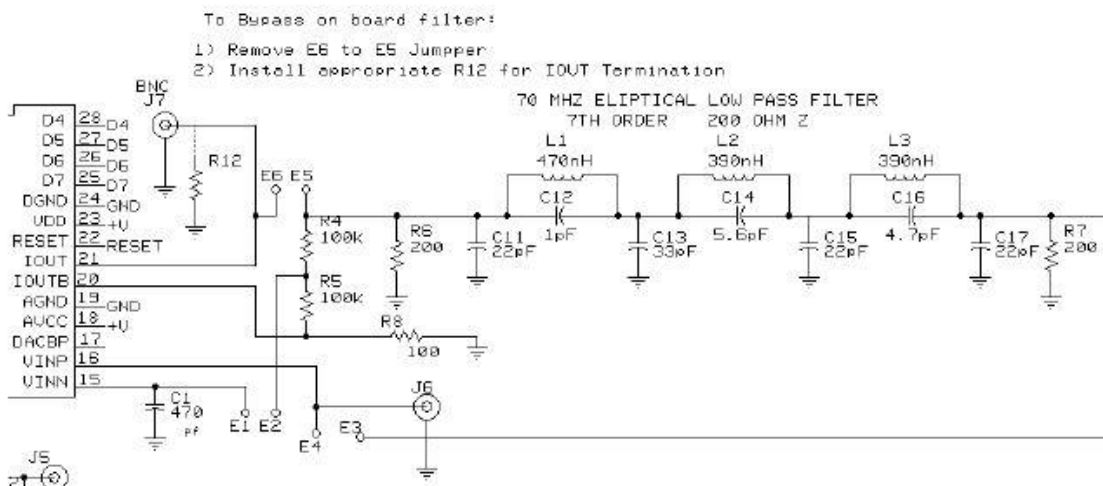 To Bypass on board filter:
1) Remove E6 to E5 Jumpper
2) Install appropriate R12 for IOUT Termination
70 MHZ ELIPTICAL LOW PASS FILTER
7TH ORDER 200 OHM Z
BNC
J7
R12
E6 E5
D4 28 D4
D5 27 D5
D6 26 D6
D7 25 D7
DGND 24 GND
VDD 23 +V
RESET 22 RESET
IOUT 21
IOUTB 20
AGND 19 GND
AVCC 18 +V
DACBP 17
VINP 16
VINN 15
L1
470nH
L2
390nH
L3
390nH
C12
1pF
C14
5.6pF
C16
4.7pF
R4
100k
R6
200
C11
22pF
C13
33pF
C15
22pF
C17
22pF
R7
200
R5
100k
R8
100
C1
470
pf
E1 E2
E4
E3
J6
J5